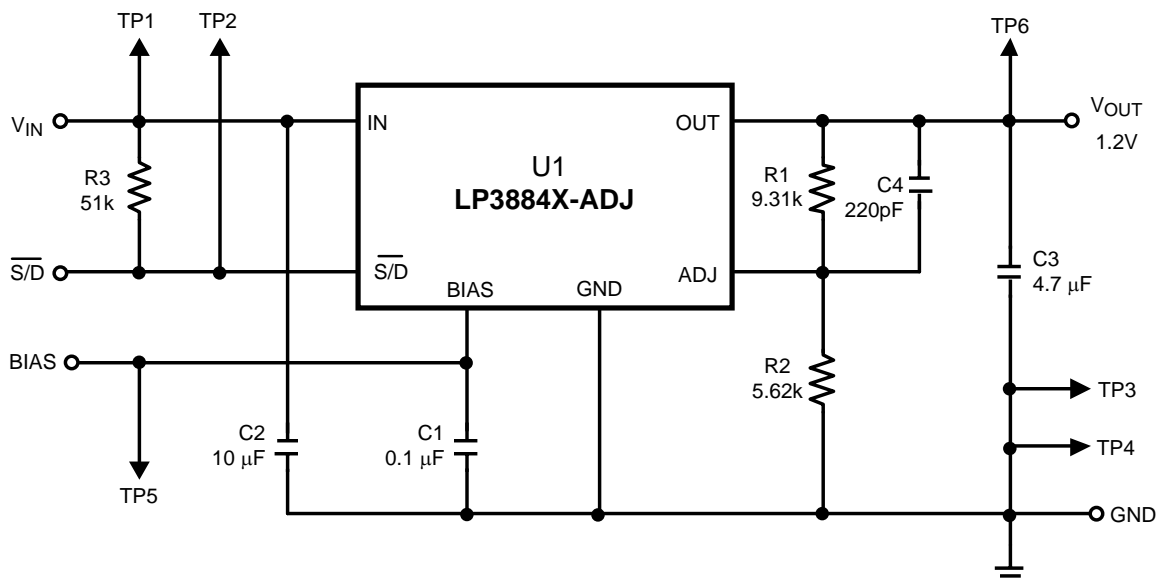 TP1
TP2
TP6
VIN
IN
OUT
VOUT
1.2V
U1
LP3884X-ADJ
R3
51k
R1
9.31k
C4
220pF
S/D
S/D
ADJ
BIAS
GND
C3
4.7 μF
BIAS
R2
5.62k
TP3
C2
10 μF
C1
0.1 μF
TP4
TP5
GND